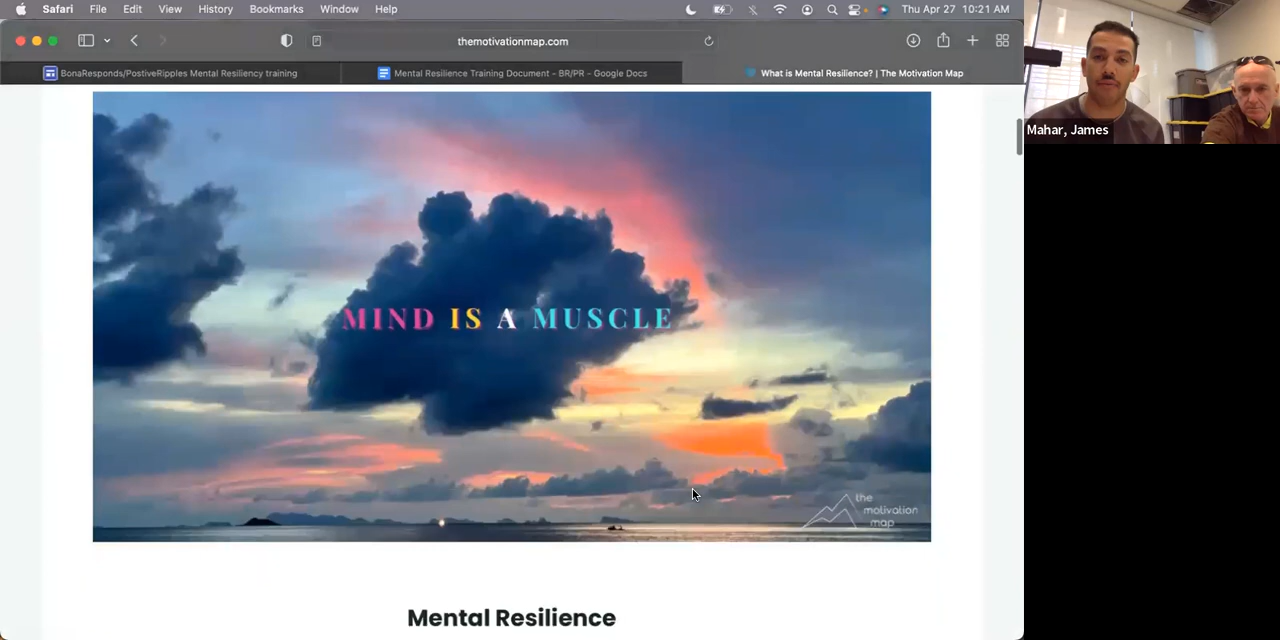 Safari File Edit View History Bookmarks Window Help Thu Apr 27 10:21 AM
themotivationmap.com
BonaResponds/PostiveRipples Mental Resiliency training
Mental Resilience Training Document - BR/PR - Google Docs
What is Mental Resilience? | The Motivation Map
Mahar, James
MIND IS A MUSCLE
the
motivation
map
Mental Resilience